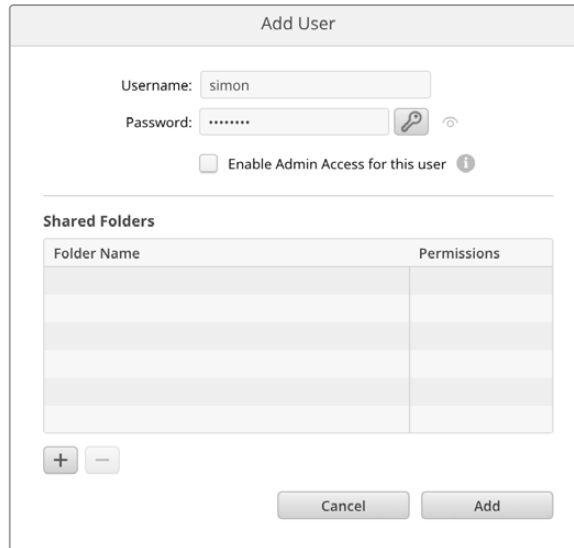 Add User
Username: simon
Password: ••••••••
Enable Admin Access for this user
Shared Folders
Folder Name Permissions
Cancel Add